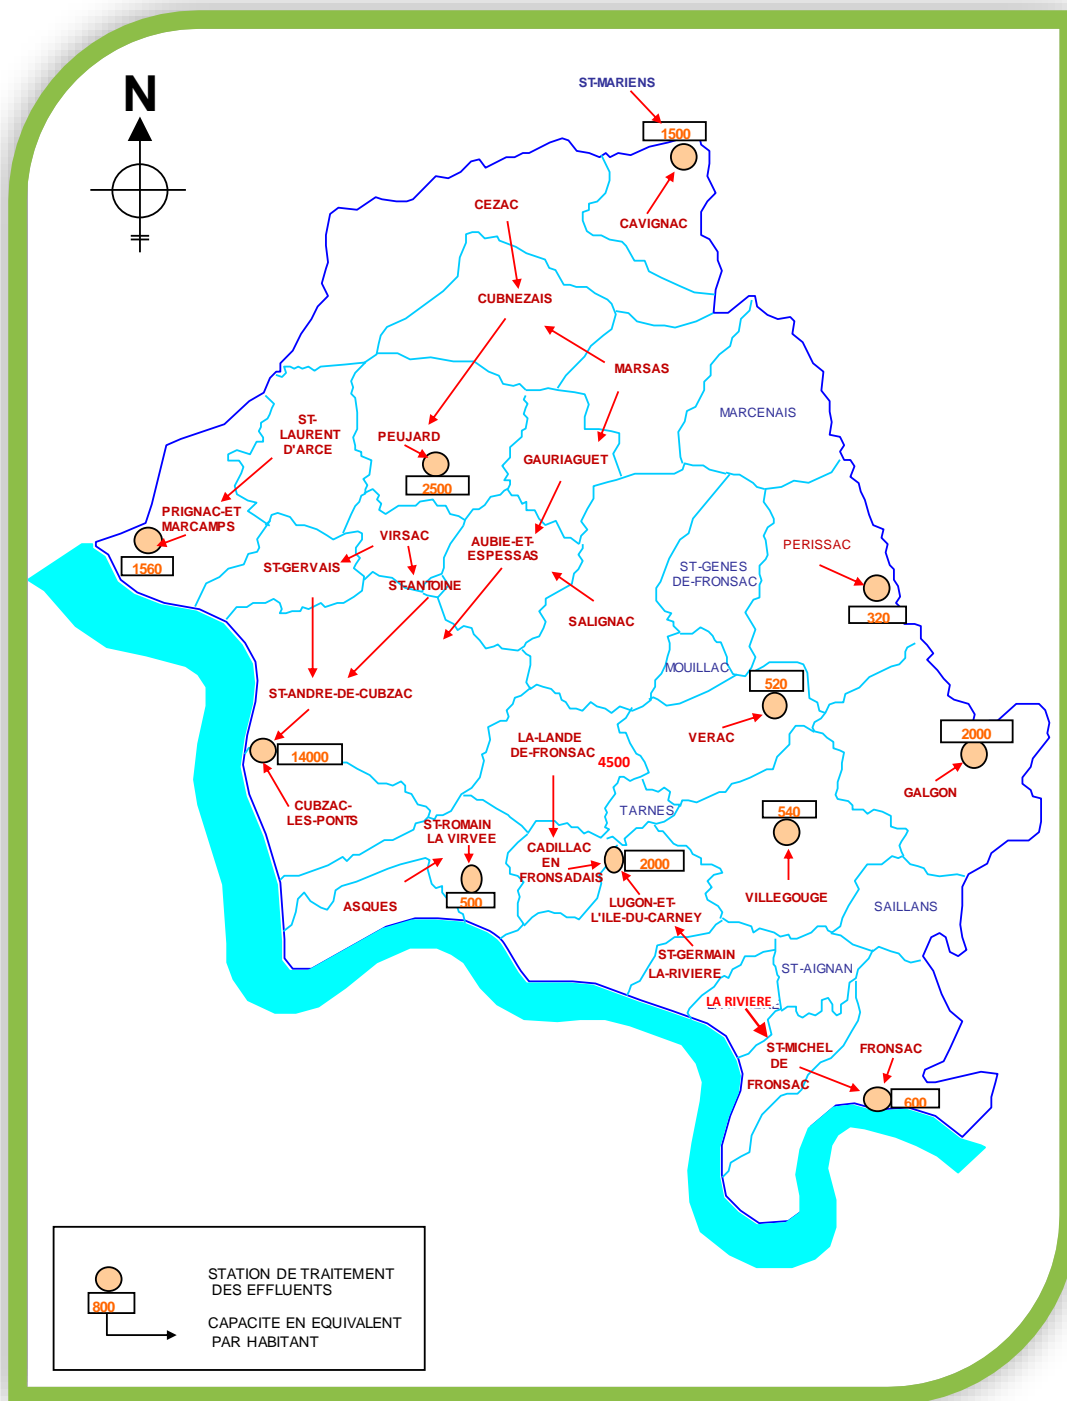 N
ST-MARIENS
1500
CAVIGNAC
CEZAC
CUBNEZAIS
MARSAS
MARCENAIS
ST-
LAURENT
D'ARCE
PEUJARD
2500
GAURIAGUET
PRIGNAC-ET
MARCAMPS
1560
VIRSAC
ST-GERVAIS
ST-ANTOINE
AUBIE-ET-
ESPESSAS
SALIGNAC
ST-GENES
DE-FRONSAC
PERISSAC
320
MOUILLAC
520
VERAC
ST-ANDRE-DE-CUBZAC
14000
CUBZAC-
LES-PONTS
LA-LANDE
DE-FRONSAC
4500
TARNES
2000
GALGON
540
VILLEGOUGE
ST-ROMAIN
LA VIRVEE
500
ASQUES
CADILLAC
EN
FRONSADAIS
2000
LUGON-ET-
L'ILE-DU-CARNEY
SAILLANS
ST-GERMAIN
LA-RIVIERE
ST-AIGNAN
LA RIVIERE
ST-MICHEL
DE
FRONSAC
FRONSAC
600
800
STATION DE TRAITEMENT
DES EFFLUENTS
CAPACITE EN EQUIVALENT
PAR HABITANT